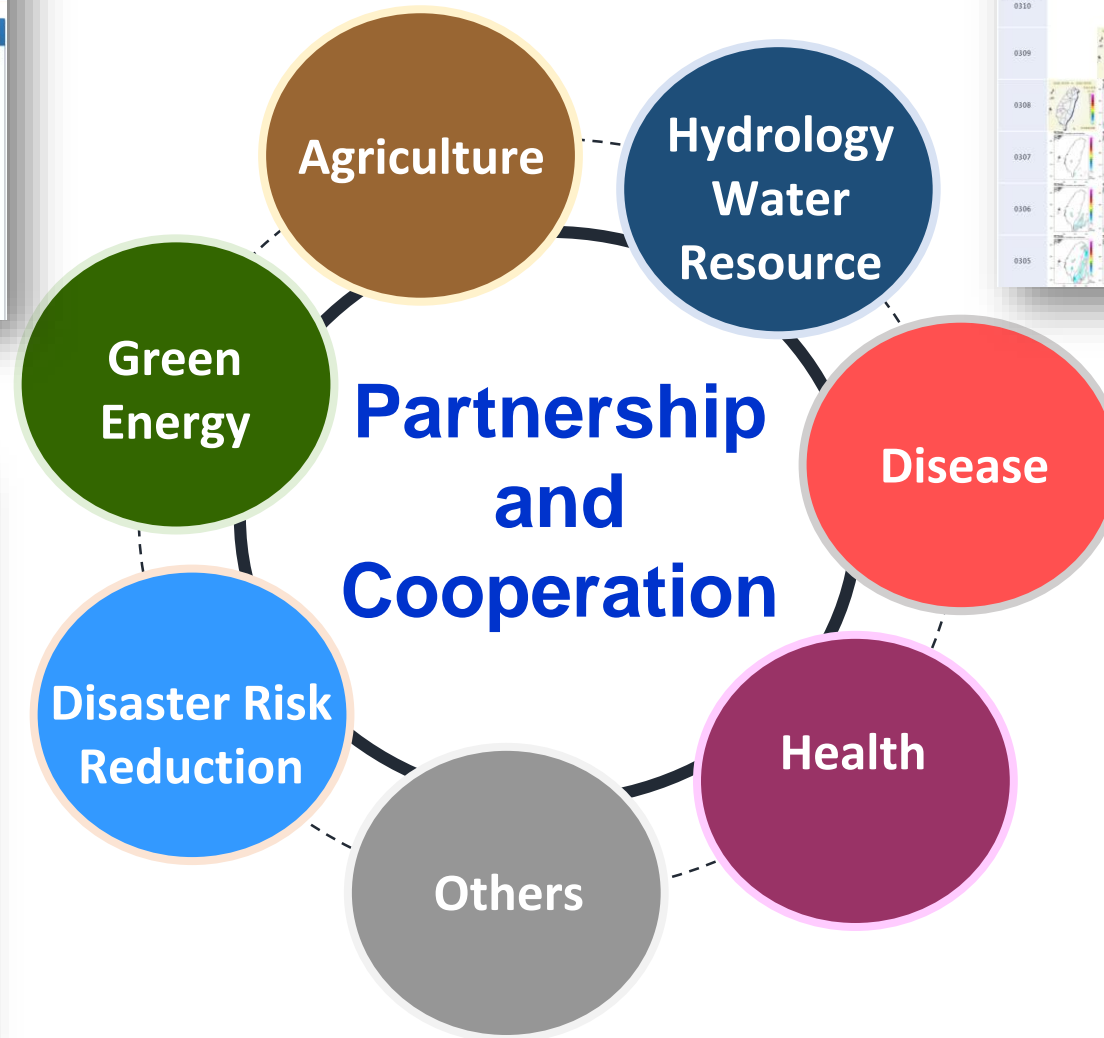 0310
0309
0308
0307
0306
0305
Agriculture
Hydrology
Water
Resource
Green
Energy
Partnership
and
Cooperation
Disease
Disaster Risk
Reduction
Health
Others